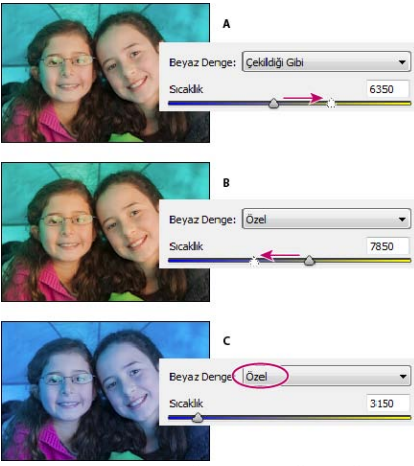 A
Beyaz Denge: Çekildiği Gibi
Sıcaklık 6350
B
Beyaz Denge: Özel
Sıcaklık 7850
C
Beyaz Denge: Özel
Sıcaklık 3150